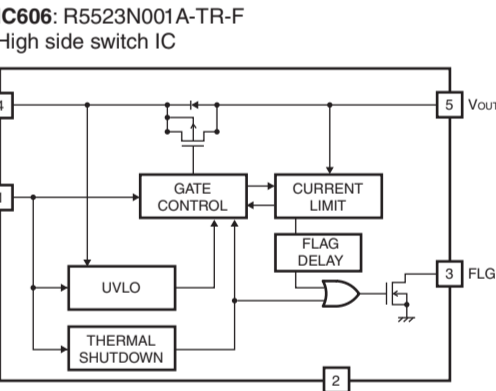 IC606: R5523N001A-TR-F
High side switch IC
4
5 VOUT
GATE
CONTROL
CURRENT
LIMIT
FLAG
DELAY
3 FLG
UVLO
THERMAL
SHUTDOWN
2